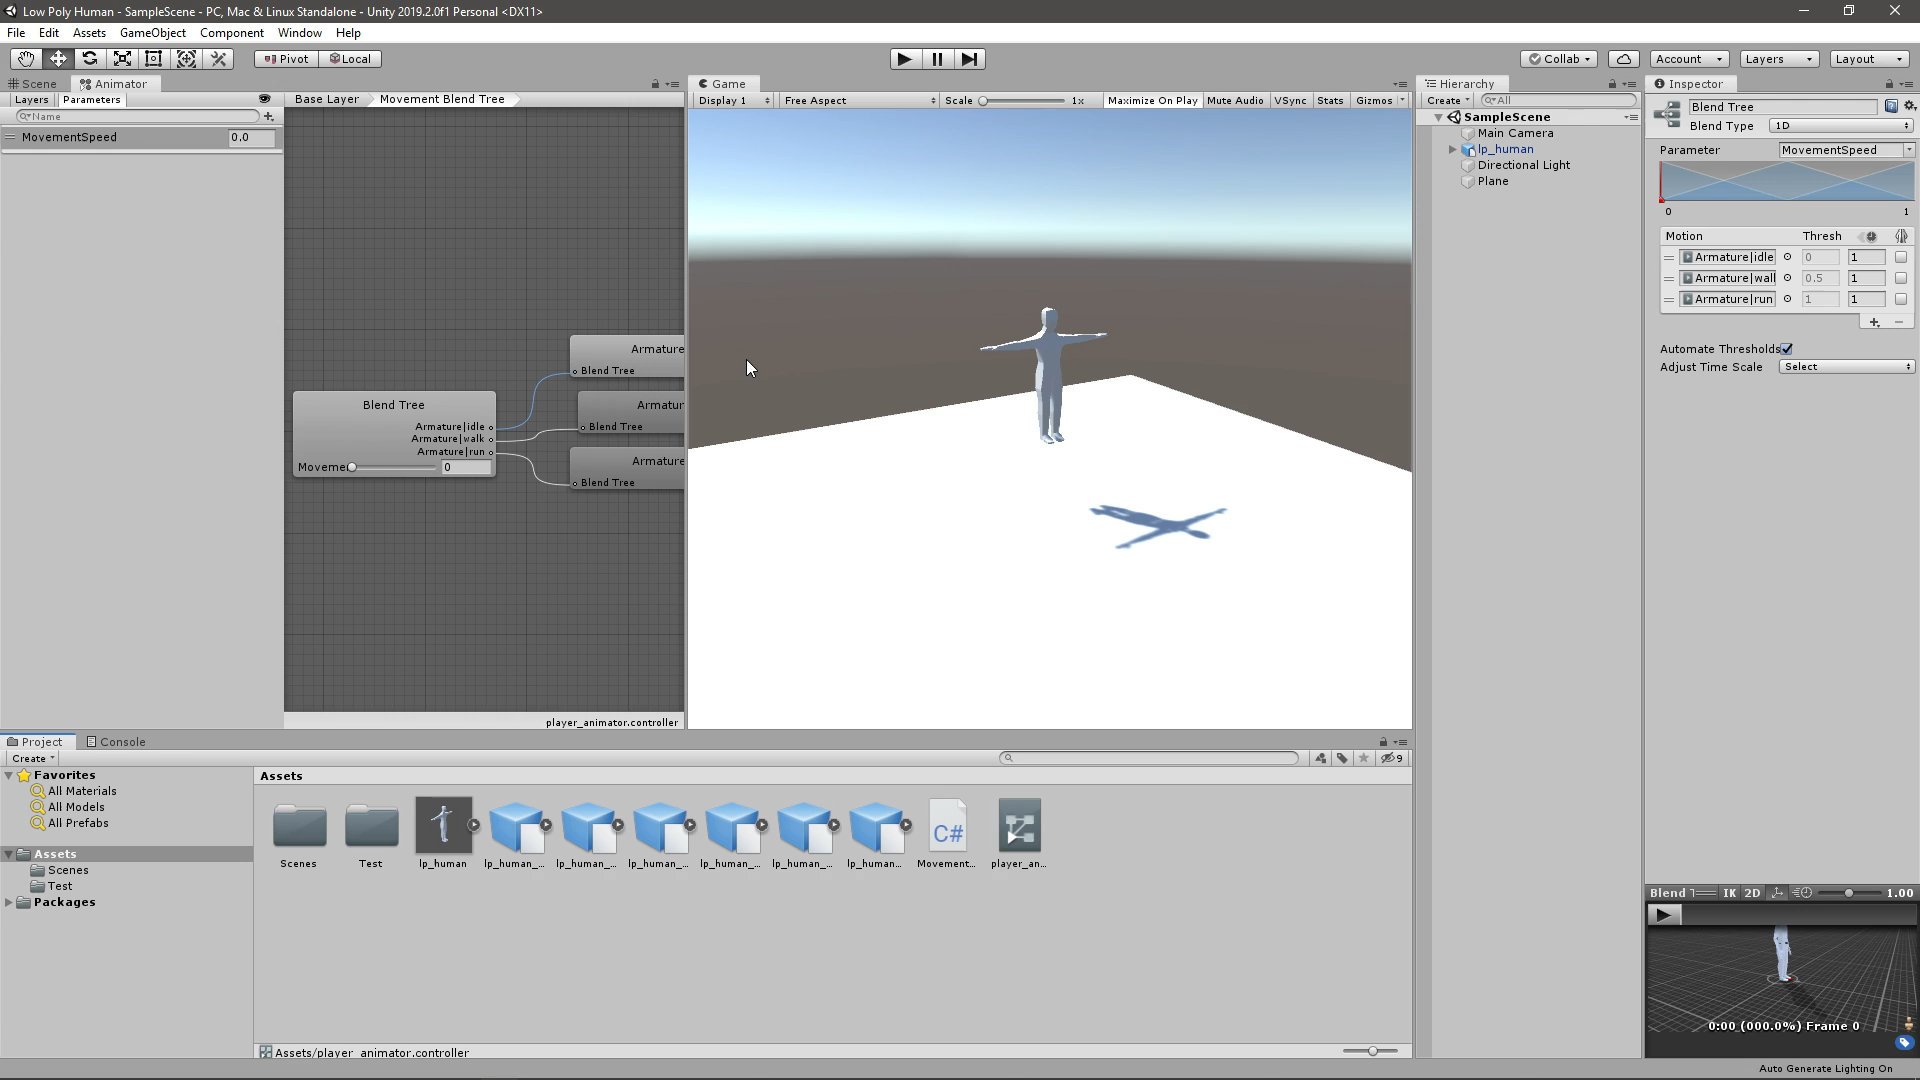 Low Poly Human - SampleScene - PC, Mac & Linux Standalone - Unity 2019.2.0f1 Personal <DX11>
File Edit Assets GameObject Component Window Help
Pivot Local Collab Account Layers Layout
Scene Animator
Layers Parameters
Name
MovementSpeed 0.0
Base Layer Movement Blend Tree
Blend Tree
Armature|idle
Armature|walk
Armature|run
Movemen 0
Armature
Blend Tree
Armatur
Blend Tree
Armature
Blend Tree
player_animator.controller
Game
Display 1 Free Aspect Scale 1x Maximize On Play Mute Audio VSync Stats Gizmos
Hierarchy
Create All
SampleScene
Main Camera
lp_human
Directional Light
Plane
Inspector
Blend Tree
Blend Type 1D
Parameter MovementSpeed
0 1
Motion Thresh
Armature|idle 0 1
Armature|wall 0.5 1
Armature|run 1 1
+ −
Automate Thresholds
Adjust Time Scale Select
Project Console
Create
9
Favorites
All Materials
All Models
All Prefabs
Assets
Scenes
Test
Packages
Assets
C#
Scenes Test lp_human lp_human_... lp_human_... lp_human_... lp_human_... lp_human_... lp_human... Movement... player_an...
Assets/player_animator.controller
Blend T IK 2D 1.00
0:00 (000.0%) Frame 0
Auto Generate Lighting On